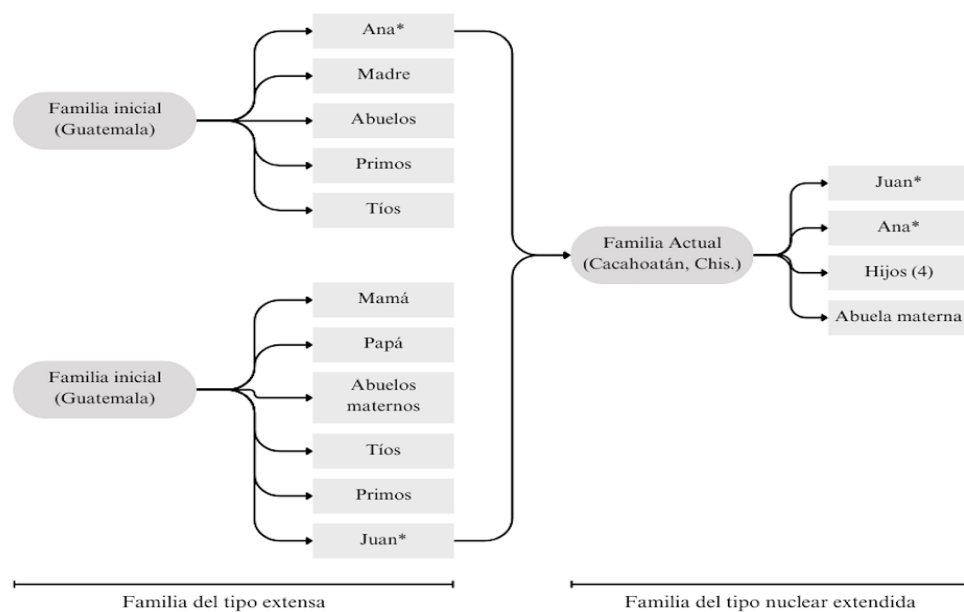 Familia inicial
(Guatemala)
Ana*
Madre
Abuelos
Primos
Tíos
Familia inicial
(Guatemala)
Mamá
Papá
Abuelos
maternos
Tíos
Primos
Juan*
Familia Actual
(Cacahoatán, Chis.)
Juan*
Ana*
Hijos (4)
Abuela materna
Familia del tipo extensa
Familia del tipo nuclear extendida